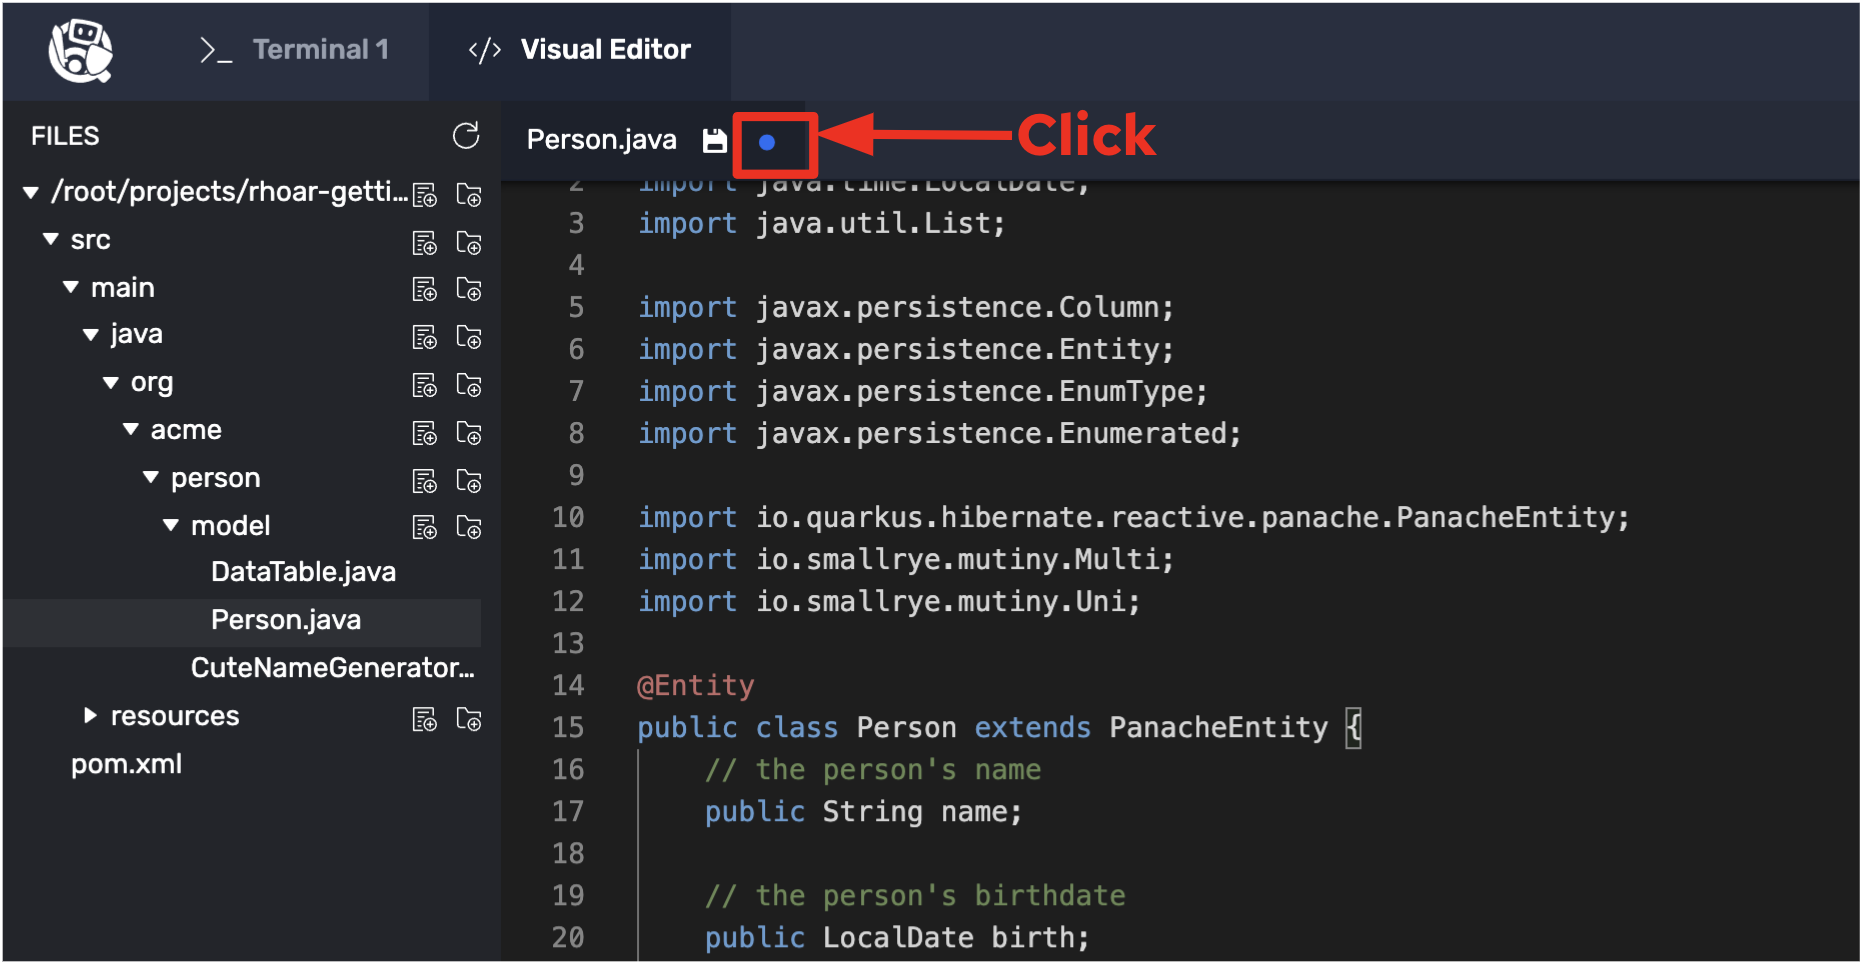 >_ Terminal 1
</> Visual Editor
FILES
/root/projects/rhoar-getti...
src
main
java
org
acme
person
model
DataTable.java
Person.java
CuteNameGenerator...
resources
pom.xml
Person.java
Click
2 import java.time.LocalDate;
3 import java.util.List;
4
5 import javax.persistence.Column;
6 import javax.persistence.Entity;
7 import javax.persistence.EnumType;
8 import javax.persistence.Enumerated;
9
10 import io.quarkus.hibernate.reactive.panache.PanacheEntity;
11 import io.smallrye.mutiny.Multi;
12 import io.smallrye.mutiny.Uni;
13
14 @Entity
15 public class Person extends PanacheEntity {
16 // the person's name
17 public String name;
18
19 // the person's birthdate
20 public LocalDate birth;